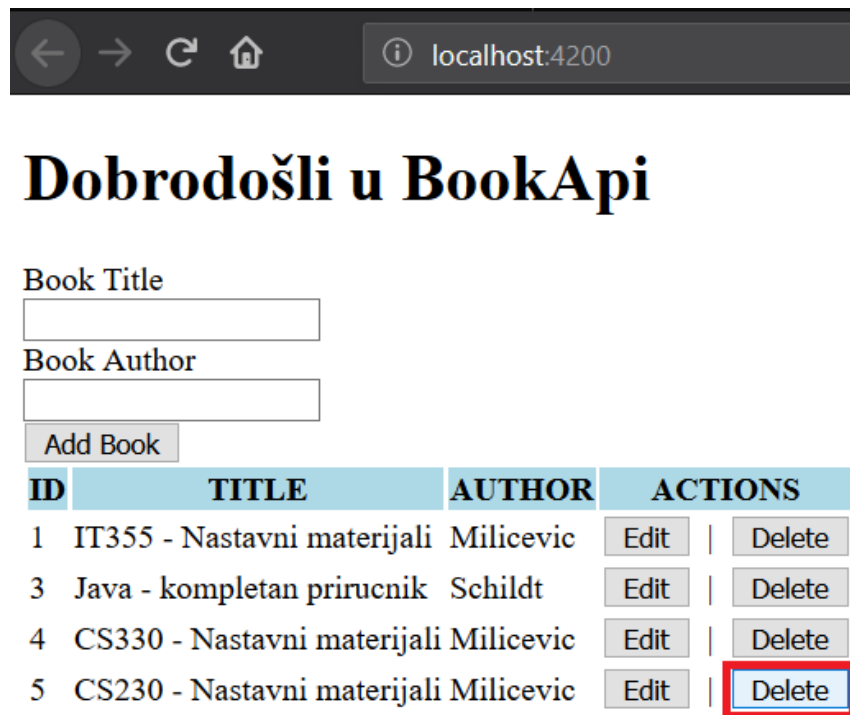 localhost:4200
Dobrodošli u BookApi
Book Title
Book Author
Add Book
ID TITLE AUTHOR ACTIONS
1 IT355 - Nastavni materijali Milicevic Edit | Delete
3 Java - kompletan prirucnik Schildt Edit | Delete
4 CS330 - Nastavni materijali Milicevic Edit | Delete
5 CS230 - Nastavni materijali Milicevic Edit | Delete